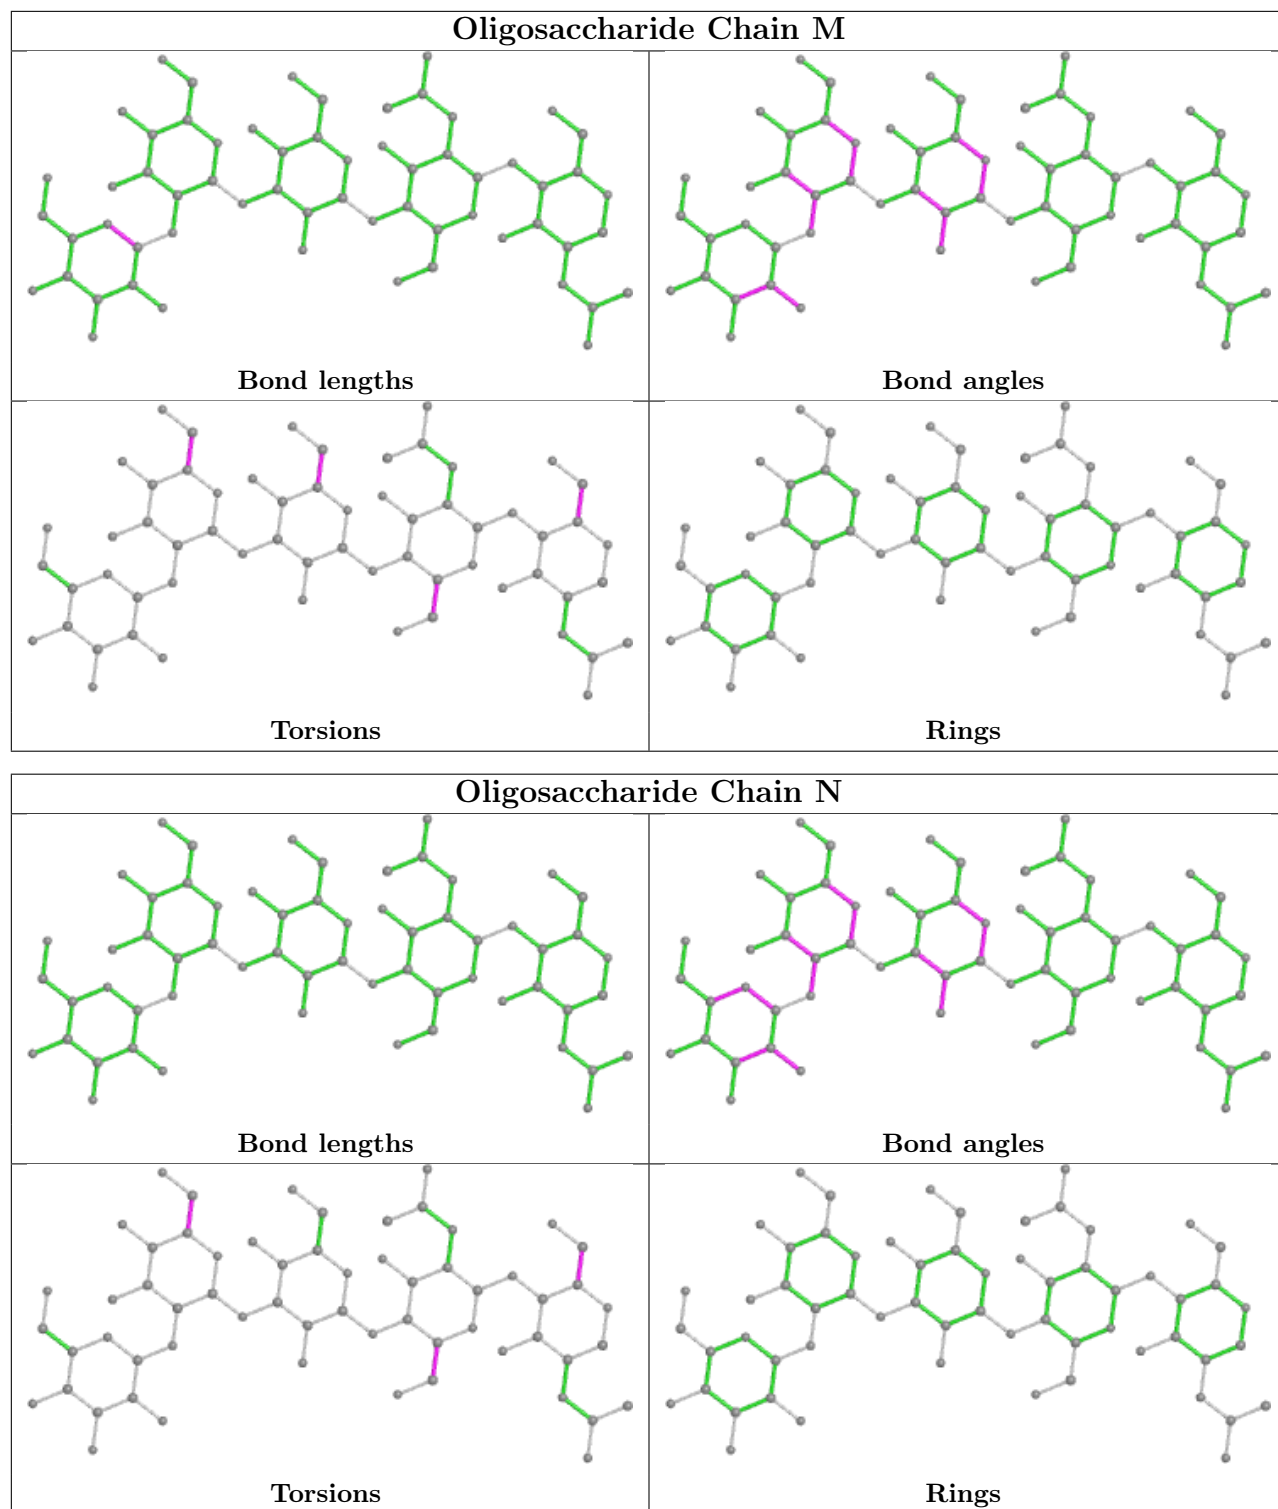 Oligosaccharide Chain M
Bond lengths
Bond angles
Torsions
Rings
Oligosaccharide Chain N
Bond lengths
Bond angles
Torsions
Rings